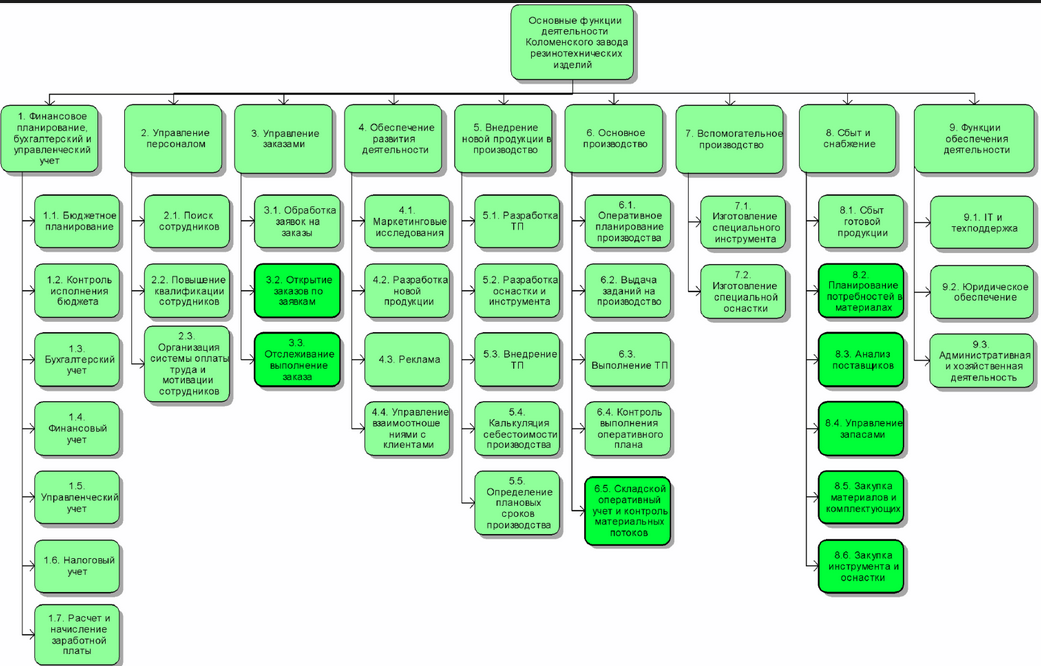 Основные функции
деятельности
Коломенского завода
резинотехнических
изделий
1. Финансовое
планирование,
бухгалтерский и
управленческий
учет
2. Управление
персоналом
3. Управление
заказами
4. Обеспечение
развития
деятельности
5. Внедрение
новой продукции в
производство
6. Основное
производство
7. Вспомогательное
производство
8. Сбыт и
снабжение
9. Функции
обеспечения
деятельности
1.1. Бюджетное
планирование
1.2. Контроль
исполнения
бюджета
1.3.
Бухгалтерский
учет
1.4.
Финансовый
учет
1.5.
Управленческий
учет
1.6. Налоговый
учет
1.7. Расчет и
начисление
заработной
платы
2.1. Поиск
сотрудников
2.2. Повышение
квалификации
сотрудников
2.3.
Организация
системы оплаты
труда и
мотивации
сотрудников
3.1. Обработка
заявок на
заказы
3.2. Открытие
заказов по
заявкам
3.3.
Отслеживание
выполнение
заказа
4.1.
Маркетинговые
исследования
4.2. Разработка
новой
продукции
4.3. Реклама
4.4. Управление
взаимоотноше
ниями с
клиентами
5.1. Разработка
ТП
5.2. Разработка
оснастки и
инструмента
5.3. Внедрение
ТП
5.4.
Калькуляция
себестоимости
производства
5.5.
Определение
плановых
сроков
производства
6.1.
Оперативное
планирование
производства
6.2. Выдача
заданий на
производство
6.3.
Выполнение ТП
6.4. Контроль
выполнения
оперативного
плана
6.5. Складской
оперативный
учет и контроль
материальных
потоков
7.1.
Изготовление
специального
инструмента
7.2.
Изготовление
специальной
оснастки
8.1. Сбыт
готовой
продукции
8.2.
Планирование
потребностей в
материалах
8.3. Анализ
поставщиков
8.4. Управление
запасами
8.5. Закупка
материалов и
комплектующих
8.6. Закупка
инструмента и
оснастки
9.1. IT и
техподдержка
9.2. Юридическое
обеспечение
9.3.
Административная
и хозяйственная
деятельность